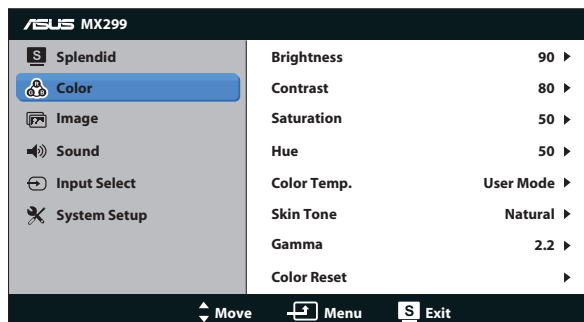 ASUS MX299
S Splendid
Color
Image
Sound
Input Select
System Setup
Brightness 90
Contrast 80
Saturation 50
Hue 50
Color Temp. User Mode
Skin Tone Natural
Gamma 2.2
Color Reset
Move Menu S Exit